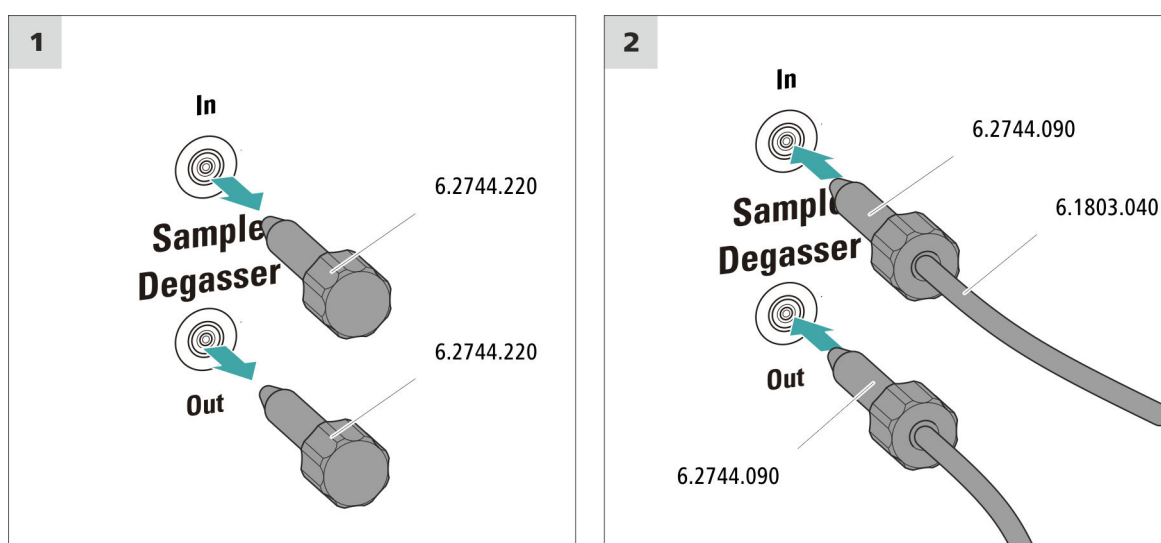 1
In
6.2744.220
Sample
Degasser
6.2744.220
Out
2
In
6.2744.090
6.1803.040
Sample
Degasser
Out
6.2744.090